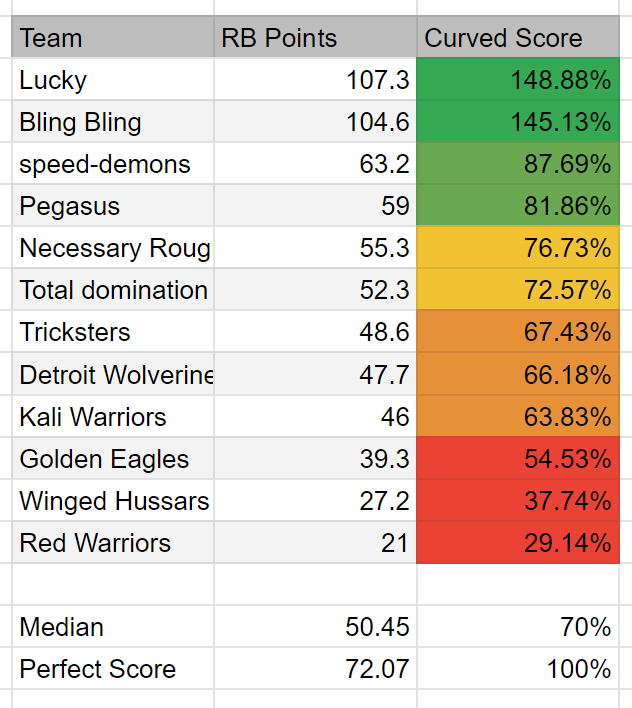 Team RB Points Curved Score
Lucky 107.3 148.88%
Bling Bling 104.6 145.13%
speed-demons 63.2 87.69%
Pegasus 59 81.86%
Necessary Roug 55.3 76.73%
Total domination 52.3 72.57%
Tricksters 48.6 67.43%
Detroit Wolverine 47.7 66.18%
Kali Warriors 46 63.83%
Golden Eagles 39.3 54.53%
Winged Hussars 27.2 37.74%
Red Warriors 21 29.14%
Median 50.45 70%
Perfect Score 72.07 100%